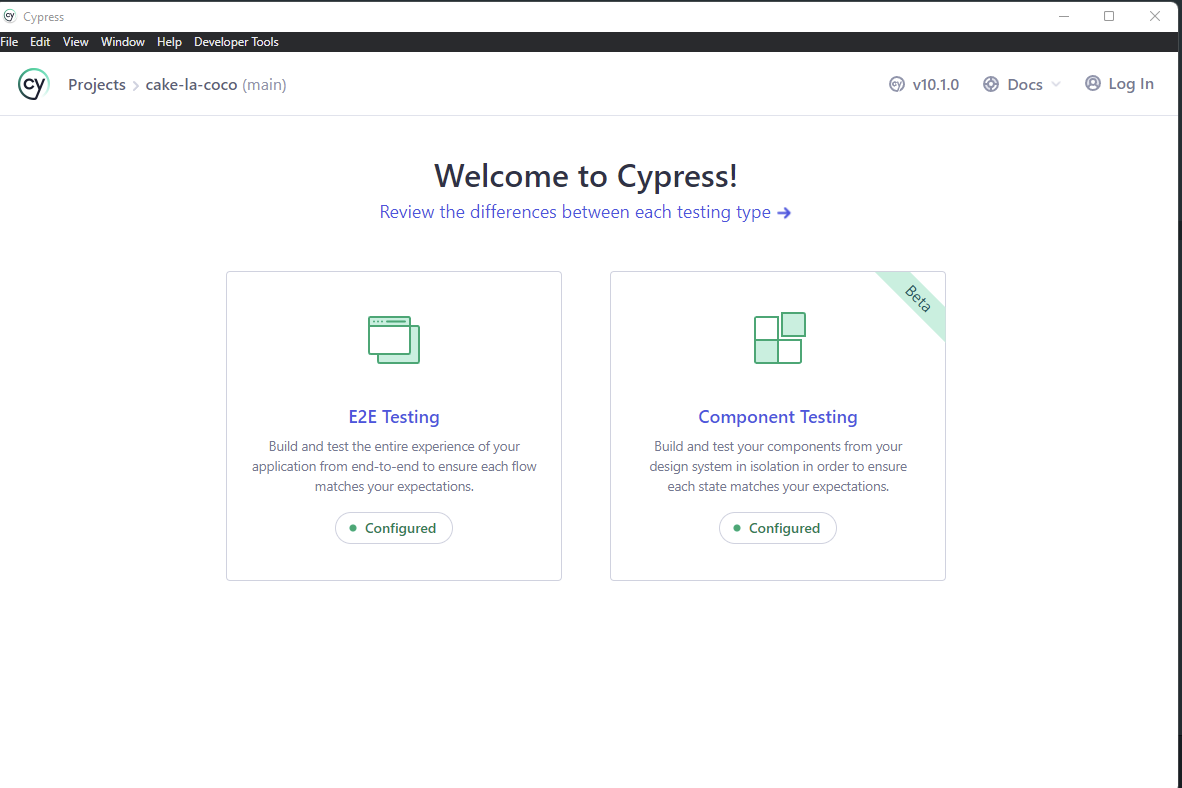 Cypress
File Edit View Window Help Developer Tools
cy Projects > cake-la-coco (main) v10.1.0 Docs Log In
Welcome to Cypress!
Review the differences between each testing type →
Beta
E2E Testing
Build and test the entire experience of your
application from end-to-end to ensure each flow
matches your expectations.
Configured
Component Testing
Build and test your components from your
design system in isolation in order to ensure
each state matches your expectations.
Configured